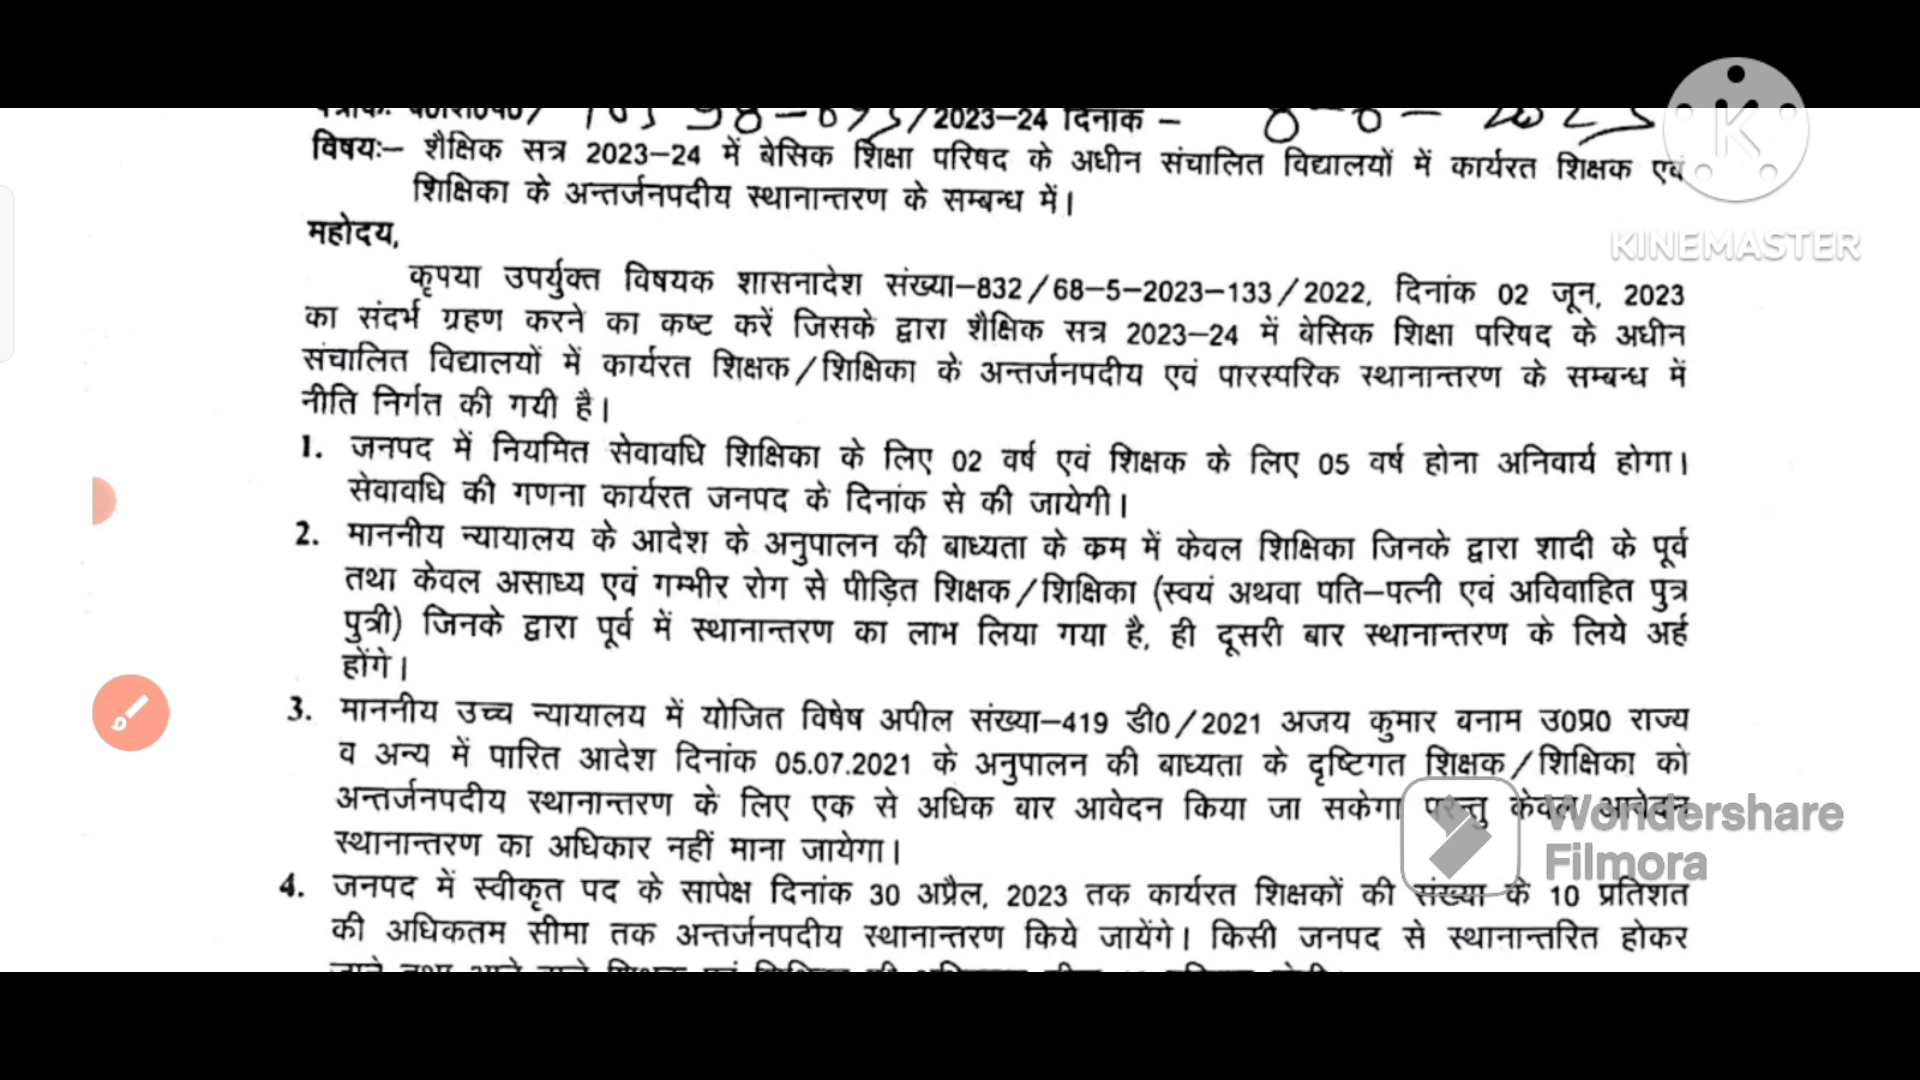 /2023-24 दिनांक -
विषयः- शैक्षिक सत्र 2023-24 में बेसिक शिक्षा परिषद के अधीन संचालित विद्यालयों में कार्यरत शिक्षक एवं
शिक्षिका के अन्तर्जनपदीय स्थानान्तरण के सम्बन्ध में।
महोदय,
कृपया उपर्युक्त विषयक शासनादेश संख्या-832/68-5-2023-133/2022, दिनांक 02 जून, 2023
का संदर्भ ग्रहण करने का कष्ट करें जिसके द्वारा शैक्षिक सत्र 2023-24 में बेसिक शिक्षा परिषद के अधीन
संचालित विद्यालयों में कार्यरत शिक्षक/शिक्षिका के अन्तर्जनपदीय एवं पारस्परिक स्थानान्तरण के सम्बन्ध में
नीति निर्गत की गयी है।
1. जनपद में नियमित सेवावधि शिक्षिका के लिए 02 वर्ष एवं शिक्षक के लिए 05 वर्ष होना अनिवार्य होगा।
सेवावधि की गणना कार्यरत जनपद के दिनांक से की जायेगी।
2. माननीय न्यायालय के आदेश के अनुपालन की बाध्यता के क्रम में केवल शिक्षिका जिनके द्वारा शादी के पूर्व
तथा केवल असाध्य एवं गम्भीर रोग से पीड़ित शिक्षक/शिक्षिका (स्वयं अथवा पति-पत्नी एवं अविवाहित पुत्र
पुत्री) जिनके द्वारा पूर्व में स्थानान्तरण का लाभ लिया गया है, ही दूसरी बार स्थानान्तरण के लिये अर्ह
होंगे।
3. माननीय उच्च न्यायालय में योजित विषेष अपील संख्या-419 डी0/2021 अजय कुमार बनाम उ0प्र0 राज्य
व अन्य में पारित आदेश दिनांक 05.07.2021 के अनुपालन की बाध्यता के दृष्टिगत शिक्षक/शिक्षिका को
अन्तर्जनपदीय स्थानान्तरण के लिए एक से अधिक बार आवेदन किया जा सकेगा परन्तु केवल आवेदन
स्थानान्तरण का अधिकार नहीं माना जायेगा।
4. जनपद में स्वीकृत पद के सापेक्ष दिनांक 30 अप्रैल, 2023 तक कार्यरत शिक्षकों की संख्या के 10 प्रतिशत
की अधिकतम सीमा तक अन्तर्जनपदीय स्थानान्तरण किये जायेंगे। किसी जनपद से स्थानान्तरित होकर
KINEMASTER
Wondershare
Filmora